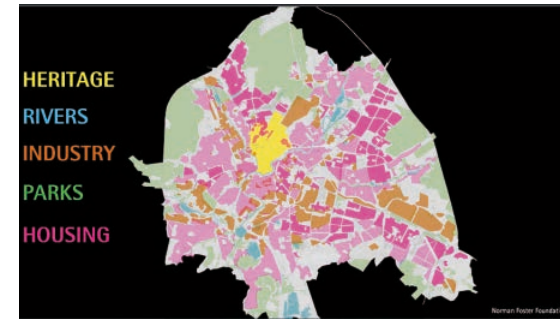 HERITAGE
RIVERS
INDUSTRY
PARKS
HOUSING
Norman Foster Foundation